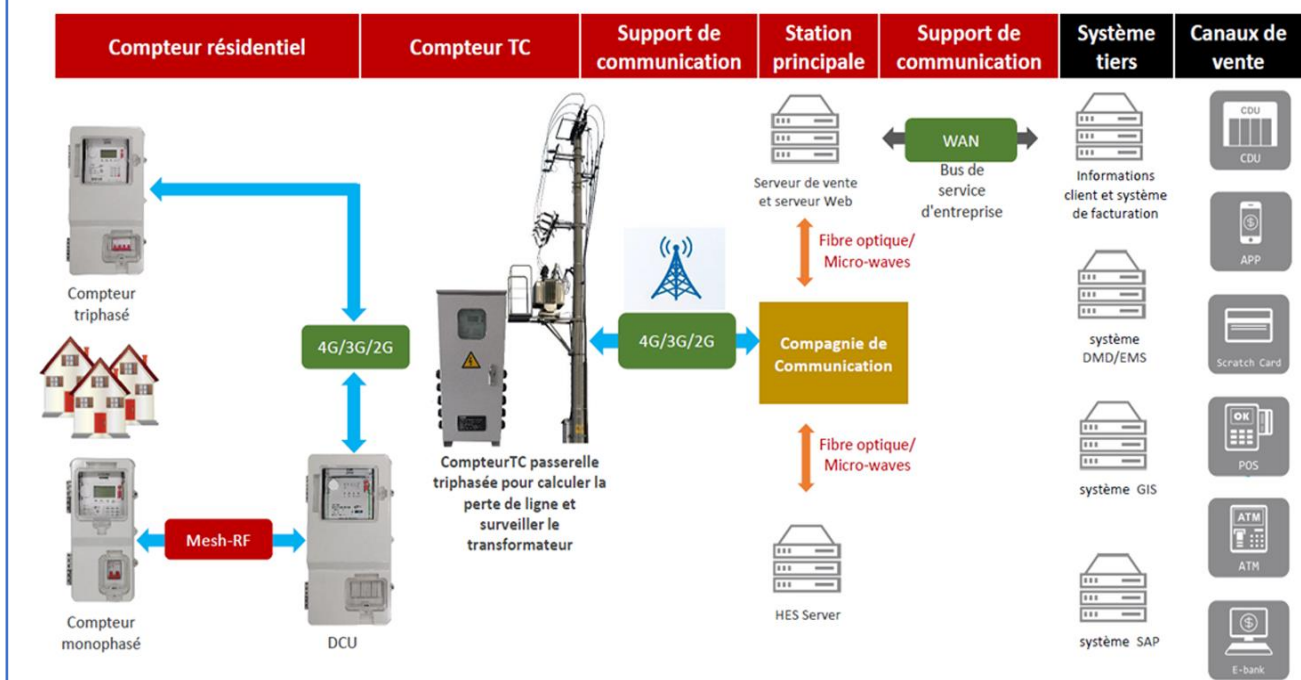 Compteur résidentiel
Compteur TC
Support de
communication
Station
principale
Support de
communication
Système
tiers
Canaux de
vente
Compteur
triphasé
4G/3G/2G
Mesh-RF
Compteur
monophasé
DCU
CompteurTC passerelle
triphasée pour calculer la
perte de ligne et
surveiller le
transformateur
4G/3G/2G
Serveur de vente
et serveur Web
Fibre optique/
Micro-waves
Compagnie de
Communication
Fibre optique/
Micro-waves
HES Server
WAN
Bus de
service
d'entreprise
Informations
client et système
de facturation
système
DMD/EMS
système GIS
système SAP
CDU
CDU
APP
Scratch Card
OK
POS
ATM
ATM
E-bank